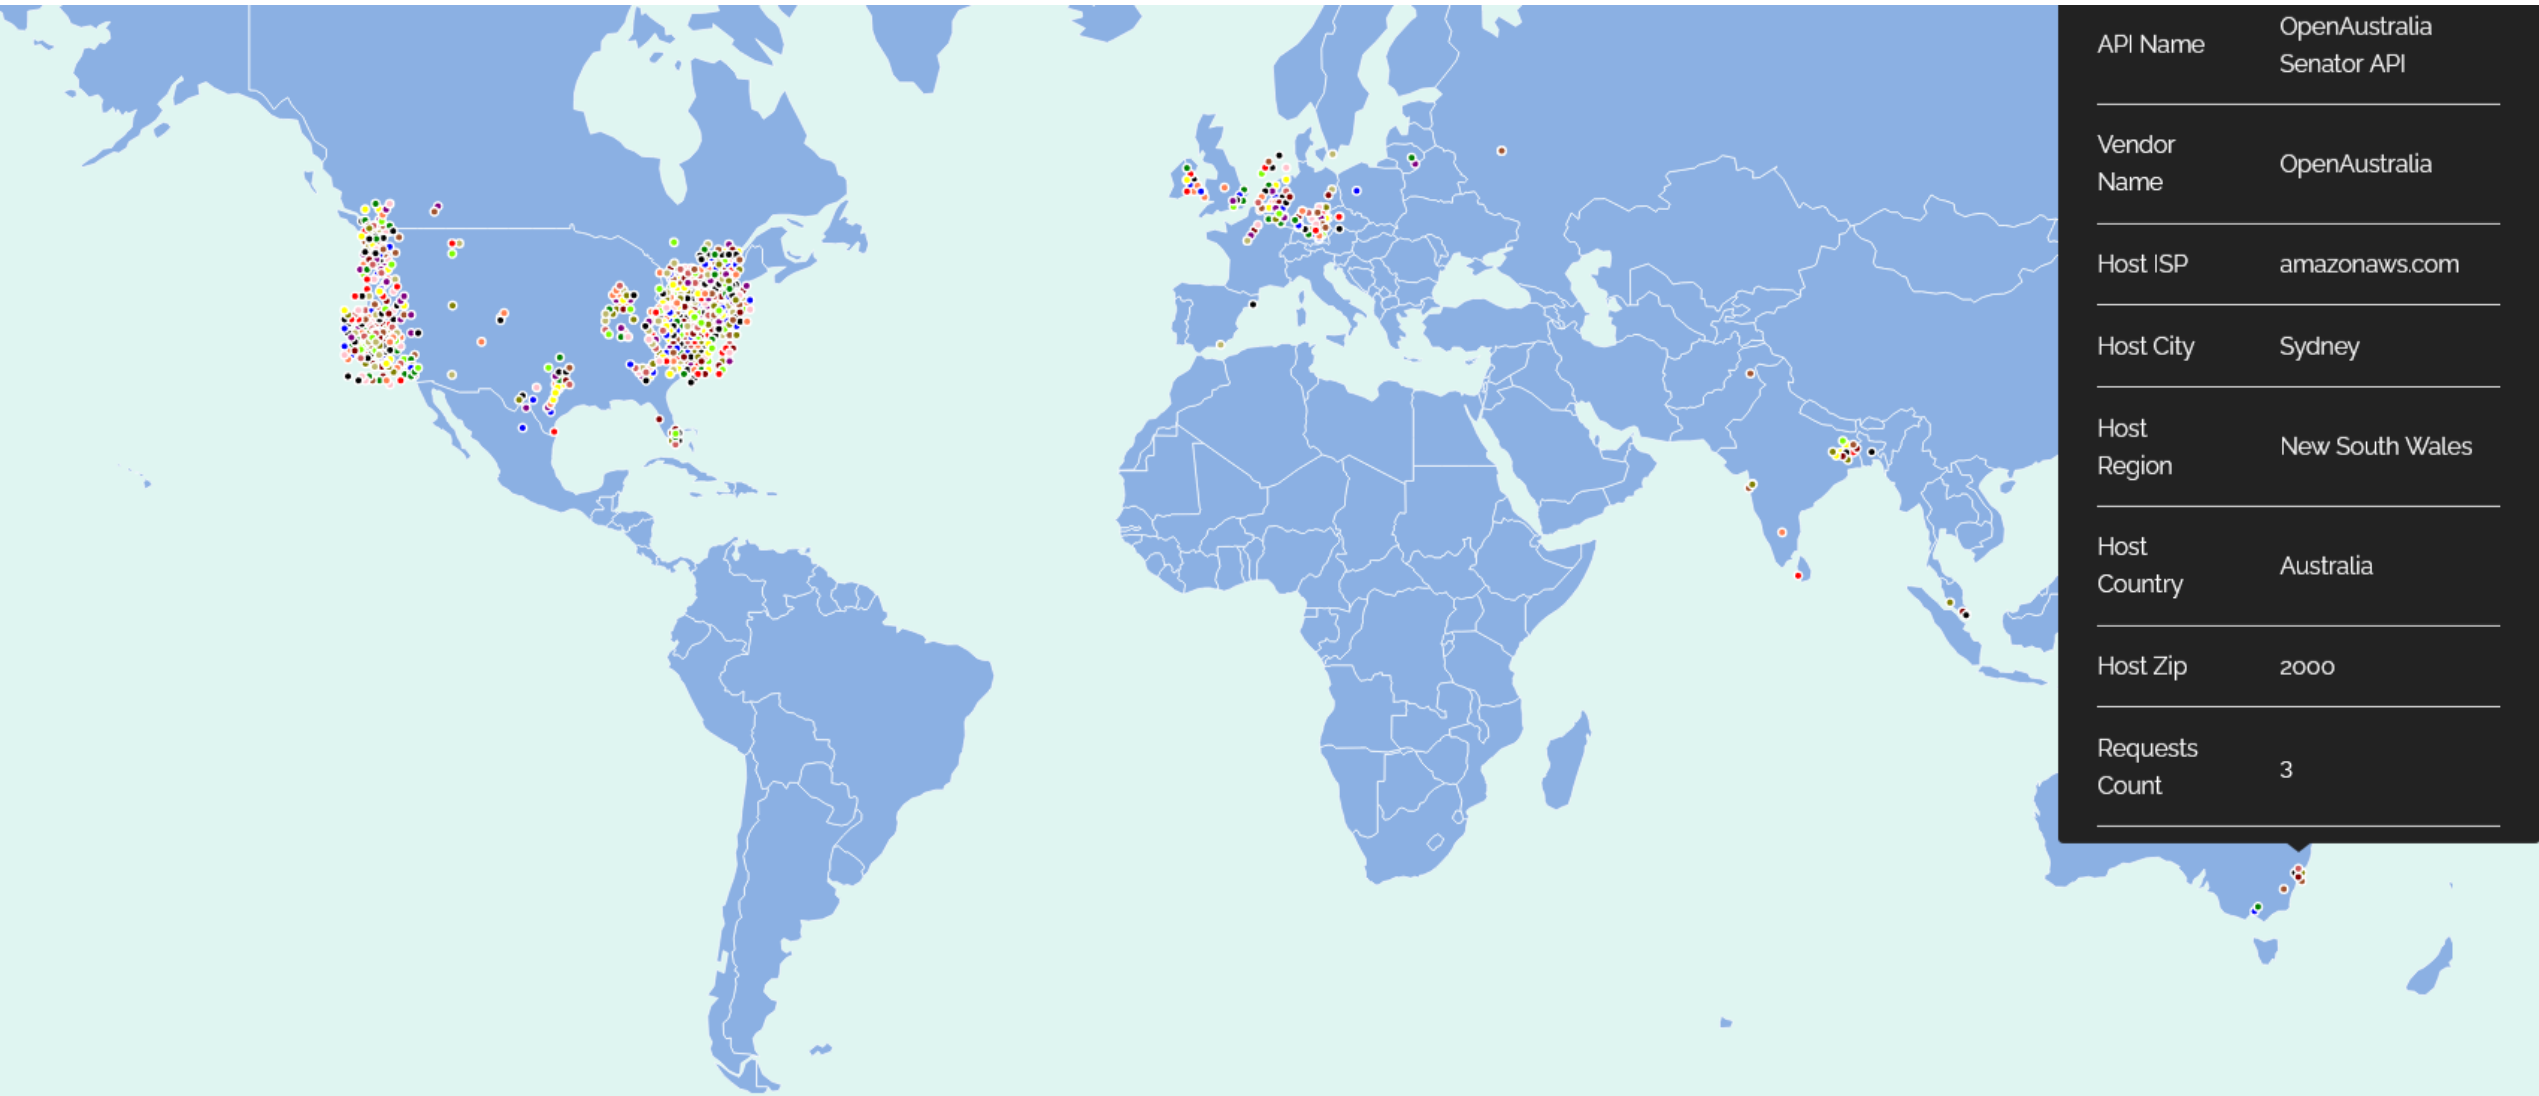 API Name
OpenAustralia
Senator API
Vendor
Name
OpenAustralia
Host ISP
amazonaws.com
Host City
Sydney
Host
Region
New South Wales
Host
Country
Australia
Host Zip
2000
Requests
Count
3